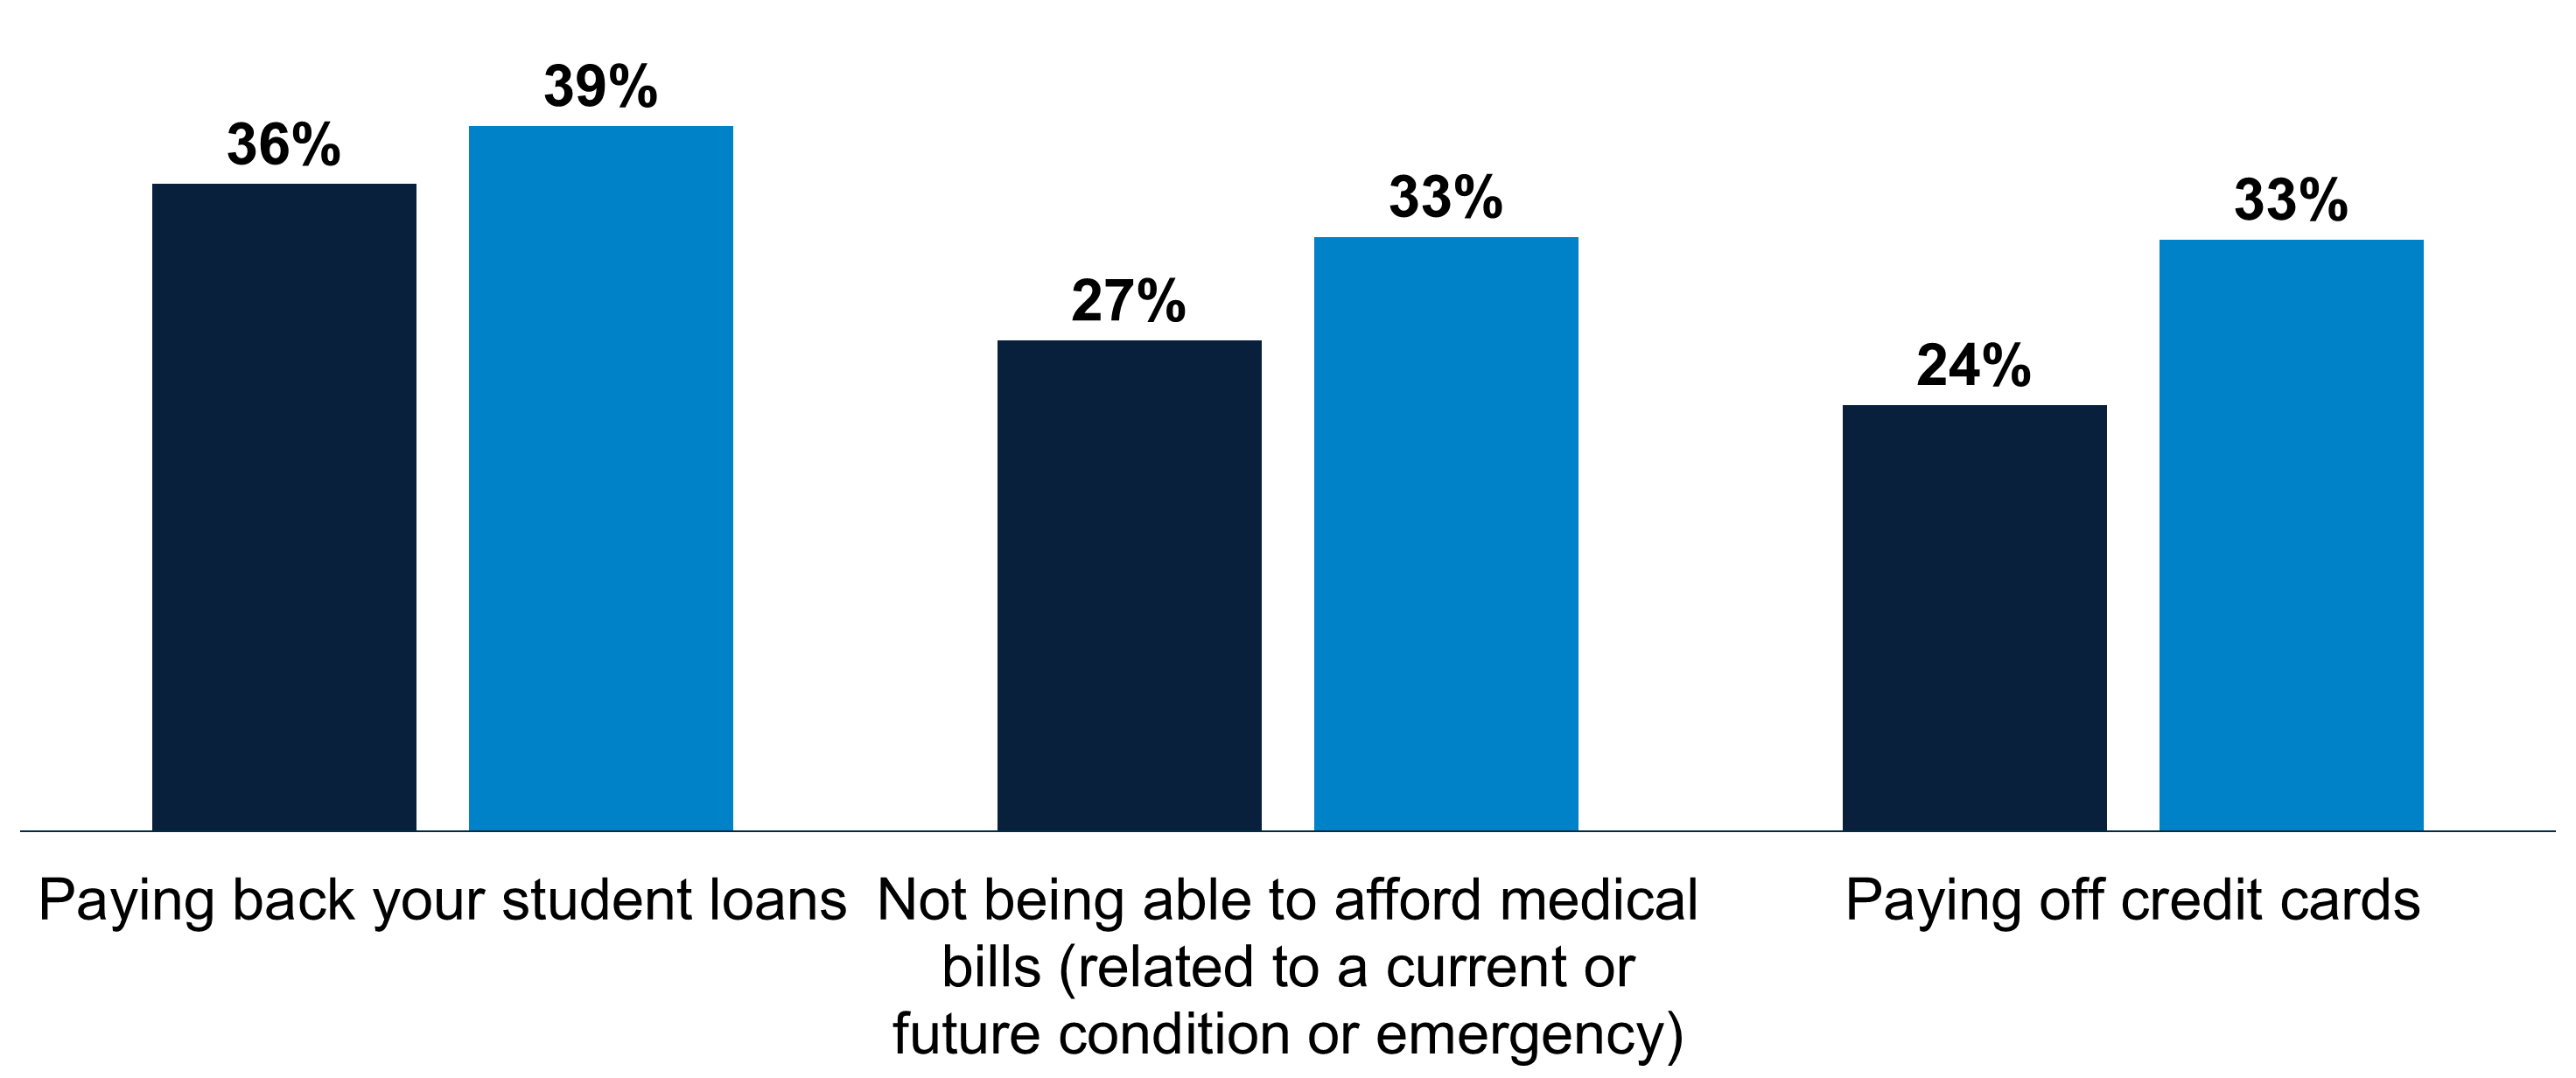 36%
39%
27%
33%
24%
33%
Paying back your student loans
Not being able to afford medical
bills (related to a current or
future condition or emergency)
Paying off credit cards